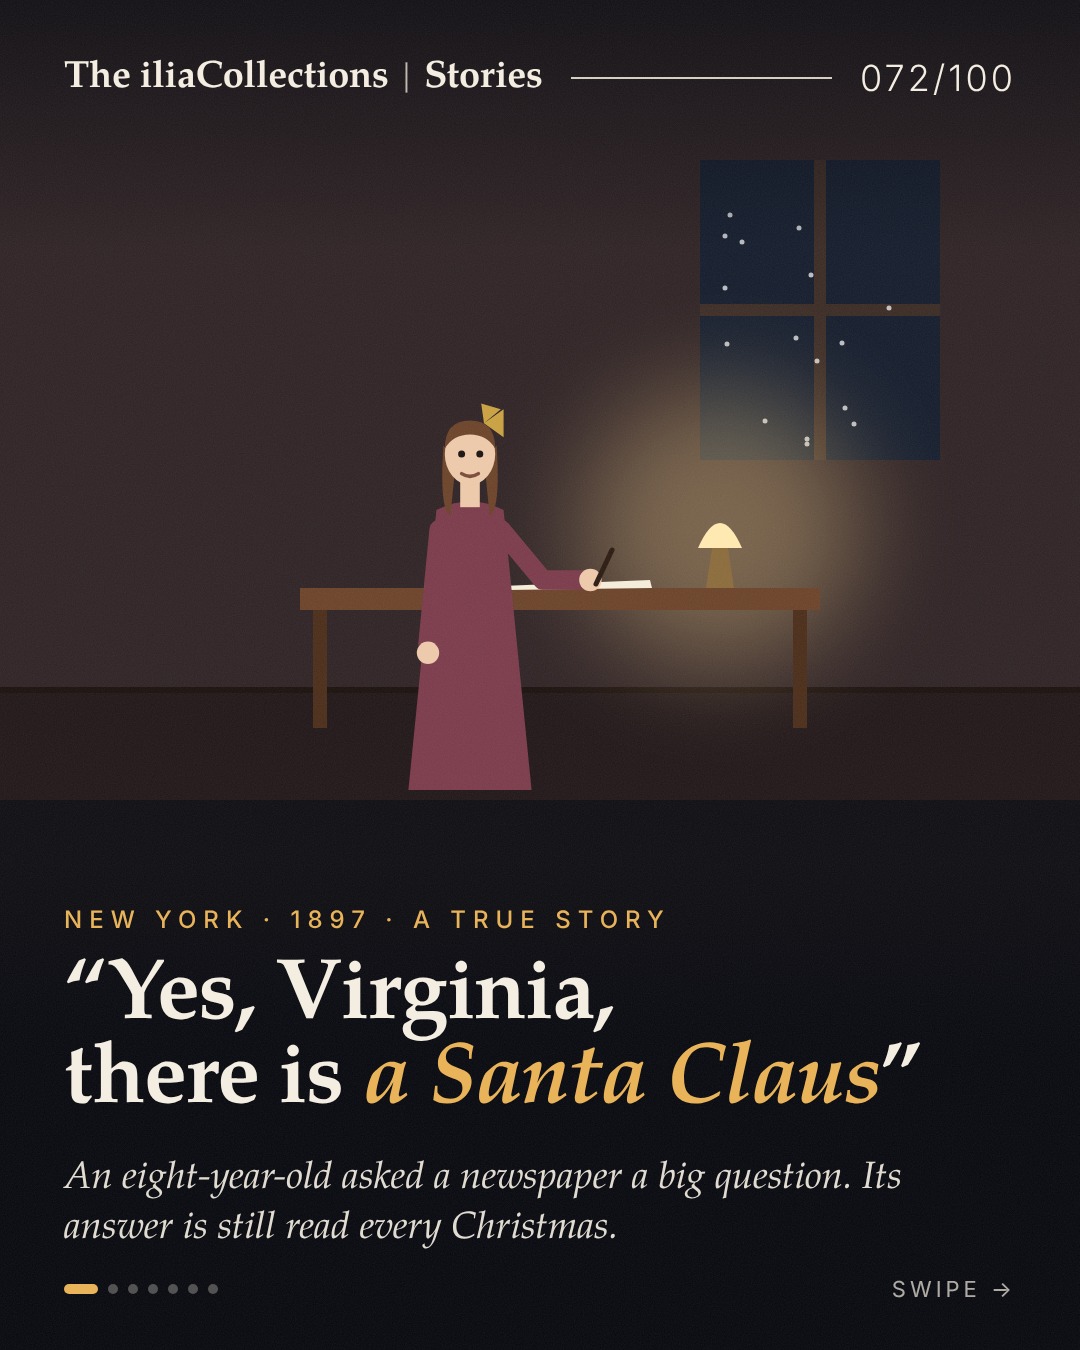 The iliaCollections | Stories 072/100
NEW YORK · 1897 · A TRUE STORY
“Yes, Virginia,
there is a Santa Claus”
An eight-year-old asked a newspaper a big question. Its
answer is still read every Christmas.
SWIPE →